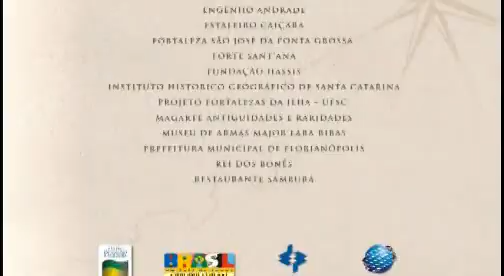 ENGENHO ANDRADE
ESTALEIRO CAIÇARA
FORTALEZA SÃO JOSÉ DA PONTA GROSSA
FORTE SANT'ANA
FUNDAÇÃO HASSIS
INSTITUTO HISTÓRICO GEOGRÁFICO DE SANTA CATARINA
PROJETO FORTALEZAS DA ILHA – UFSC
MAGARFE ANTIGUIDADES E RARIDADES
MUSEU DE ARMAS MAJOR LARA RIBAS
PREFEITURA MUNICIPAL DE FLORIANÓPOLIS
REI DOS BONÉS
RESTAURANTE SAMBURÁ
BRASIL